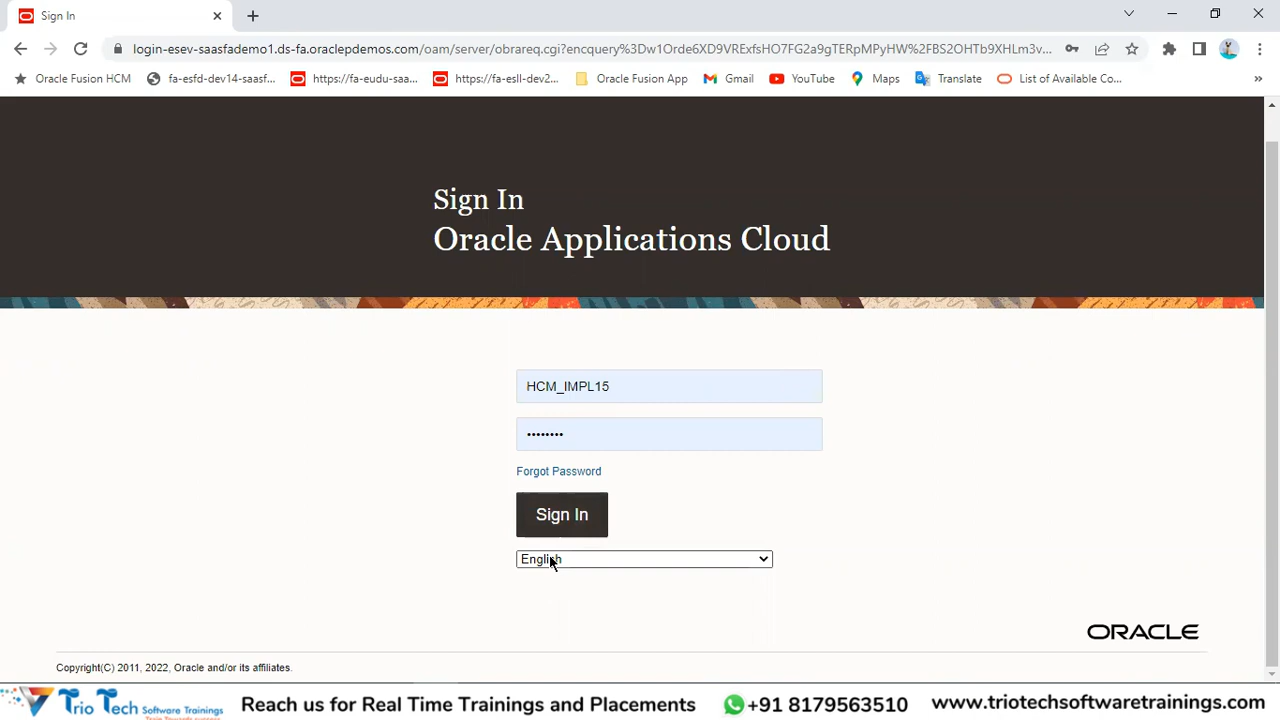 Sign In
login-esev-saasfademo1.ds-fa.oraclepdemos.com/oam/server/obrareq.cgi?encquery%3Dw1Orde6XD9VRExfsHO7FG2a9gTERpMPyHW%2FBS2OHTb9XHLm3v...
Oracle Fusion HCM
fa-esfd-dev14-saasf...
https://fa-eudu-saa...
https://fa-esll-dev2...
Oracle Fusion App
Gmail
YouTube
Maps
Translate
List of Available Co...
»
Sign In
Oracle Applications Cloud
HCM_IMPL15
••••••••
Forgot Password
Sign In
English
ORACLE
Copyright(C) 2011, 2022, Oracle and/or its affiliates.
Trio Tech Software Trainings
Reach us for Real Time Trainings and Placements
+91 8179563510
www.triotechsoftwaretrainings.com